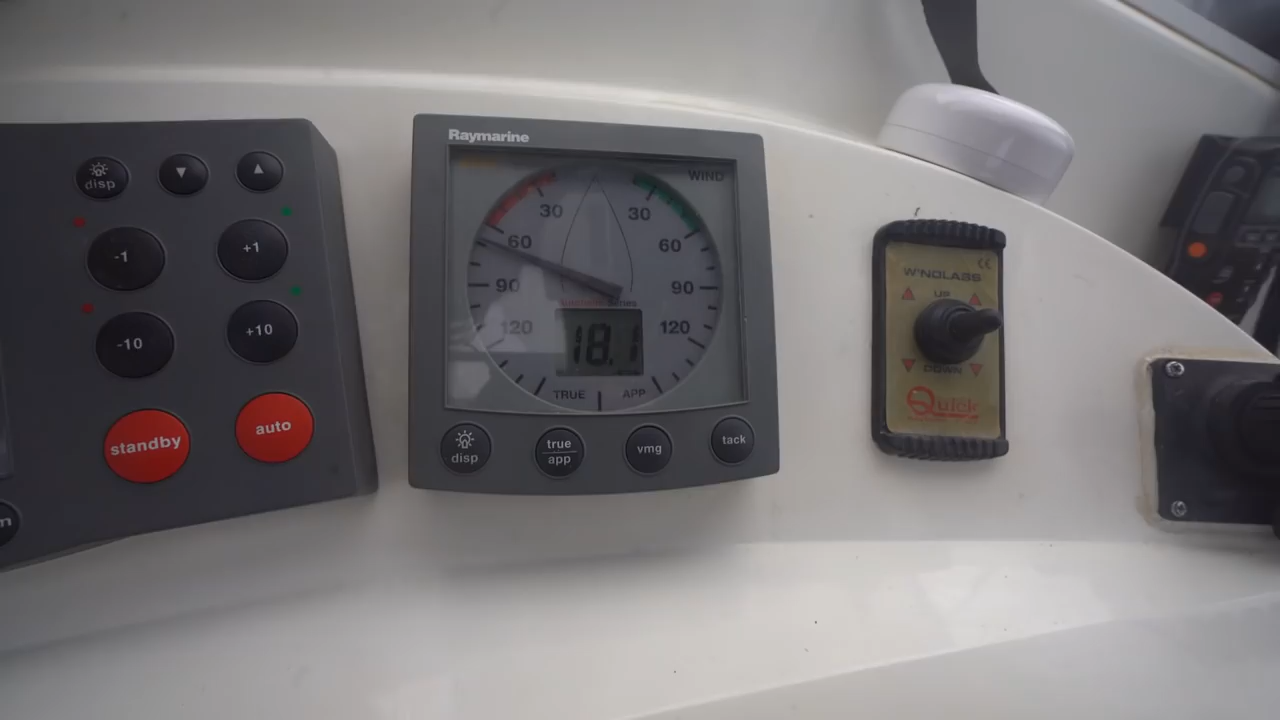 disp
▼
▲
-1
+1
-10
+10
standby
auto
Raymarine
WIND
30
30
60
60
90
90
120
120
18.1
TRUE
APP
disp
true
app
vmg
tack
WINDLASS
UP
DOWN
Quick